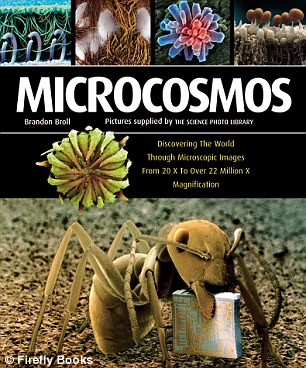 MICROCOSMOS
Brandon Broll
Pictures supplied by THE SCIENCE PHOTO LIBRARY
Discovering The World
Through Microscopic Images
From 20 X To Over 22 Million X
Magnification
© Firefly Books